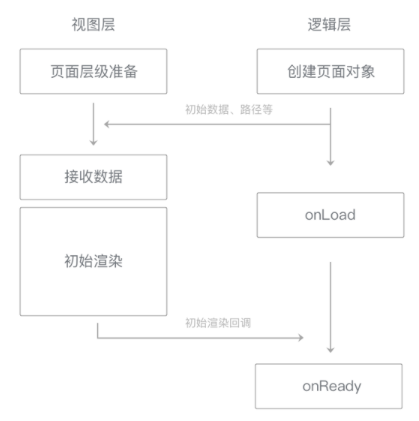 视图层
逻辑层
页面层级准备
创建页面对象
初始数据、路径等
接收数据
onLoad
初始渲染
初始渲染回调
onReady